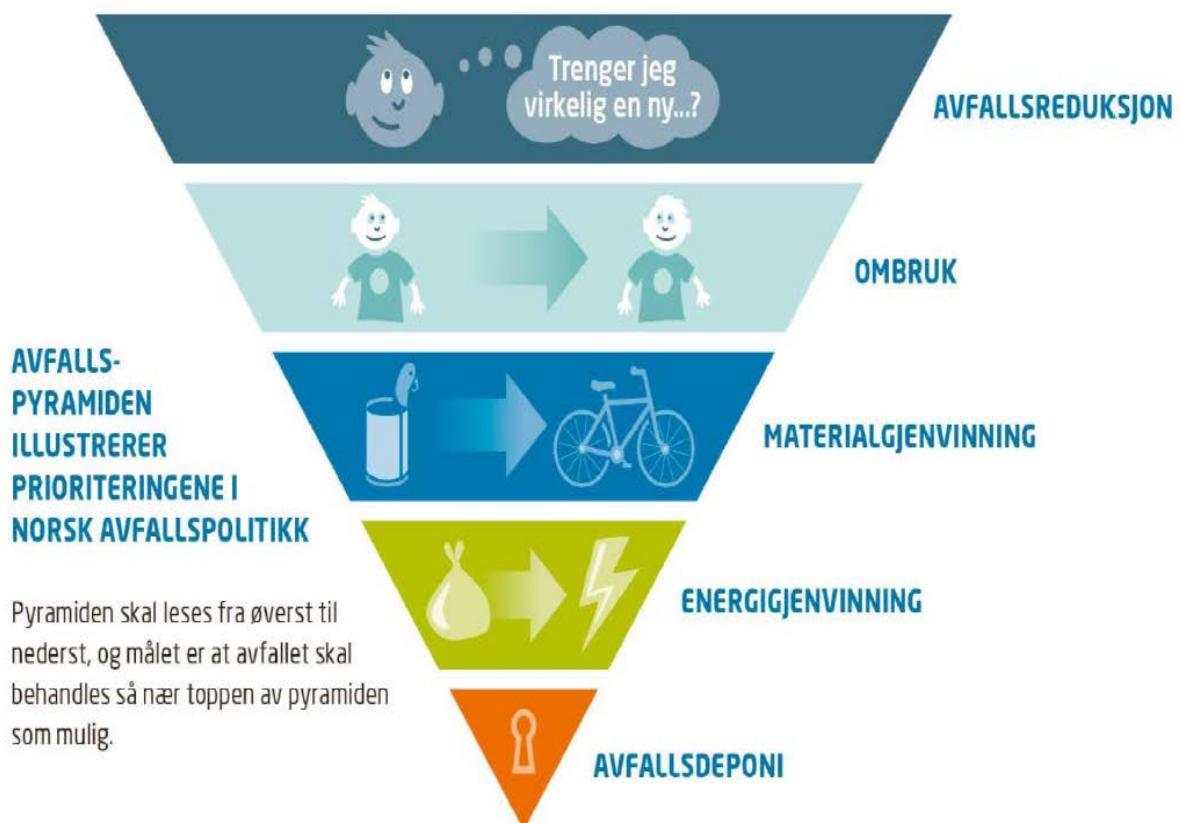 Trenger jeg
virkelig en ny...?
AVFALLSREDUKSJON
OMBRUK
AVFALLS-
PYRAMIDEN
ILLUSTRERER
PRIORITERINGENE I
NORSK AVFALLSPOLITIKK
MATERIALGJENVINNING
Pyramiden skal leses fra øverst til
nederst, og målet er at avfallet skal
behandles så nær toppen av pyramiden
som mulig.
ENERGIGJENVINNING
AVFALLSDEPONI